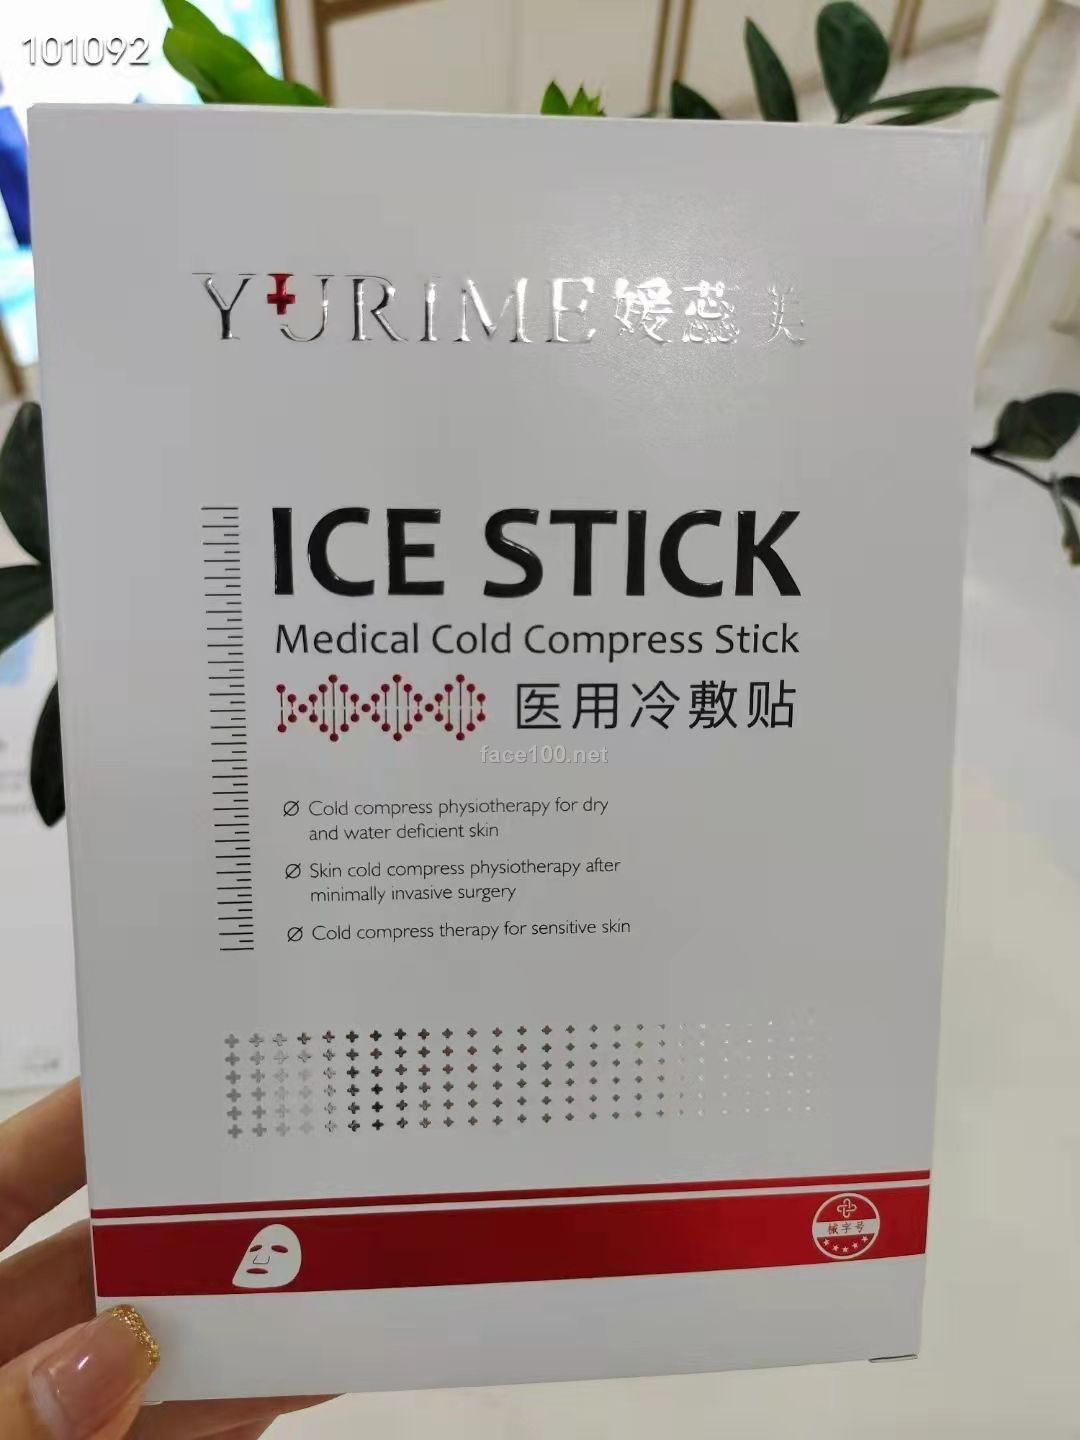 101092
YURIME 媛蕊美
ICE STICK
Medical Cold Compress Stick
医用冷敷贴
face100.net
Cold compress physiotherapy for dry
and water deficient skin
Skin cold compress physiotherapy after
minimally invasive surgery
Cold compress therapy for sensitive skin
械字号